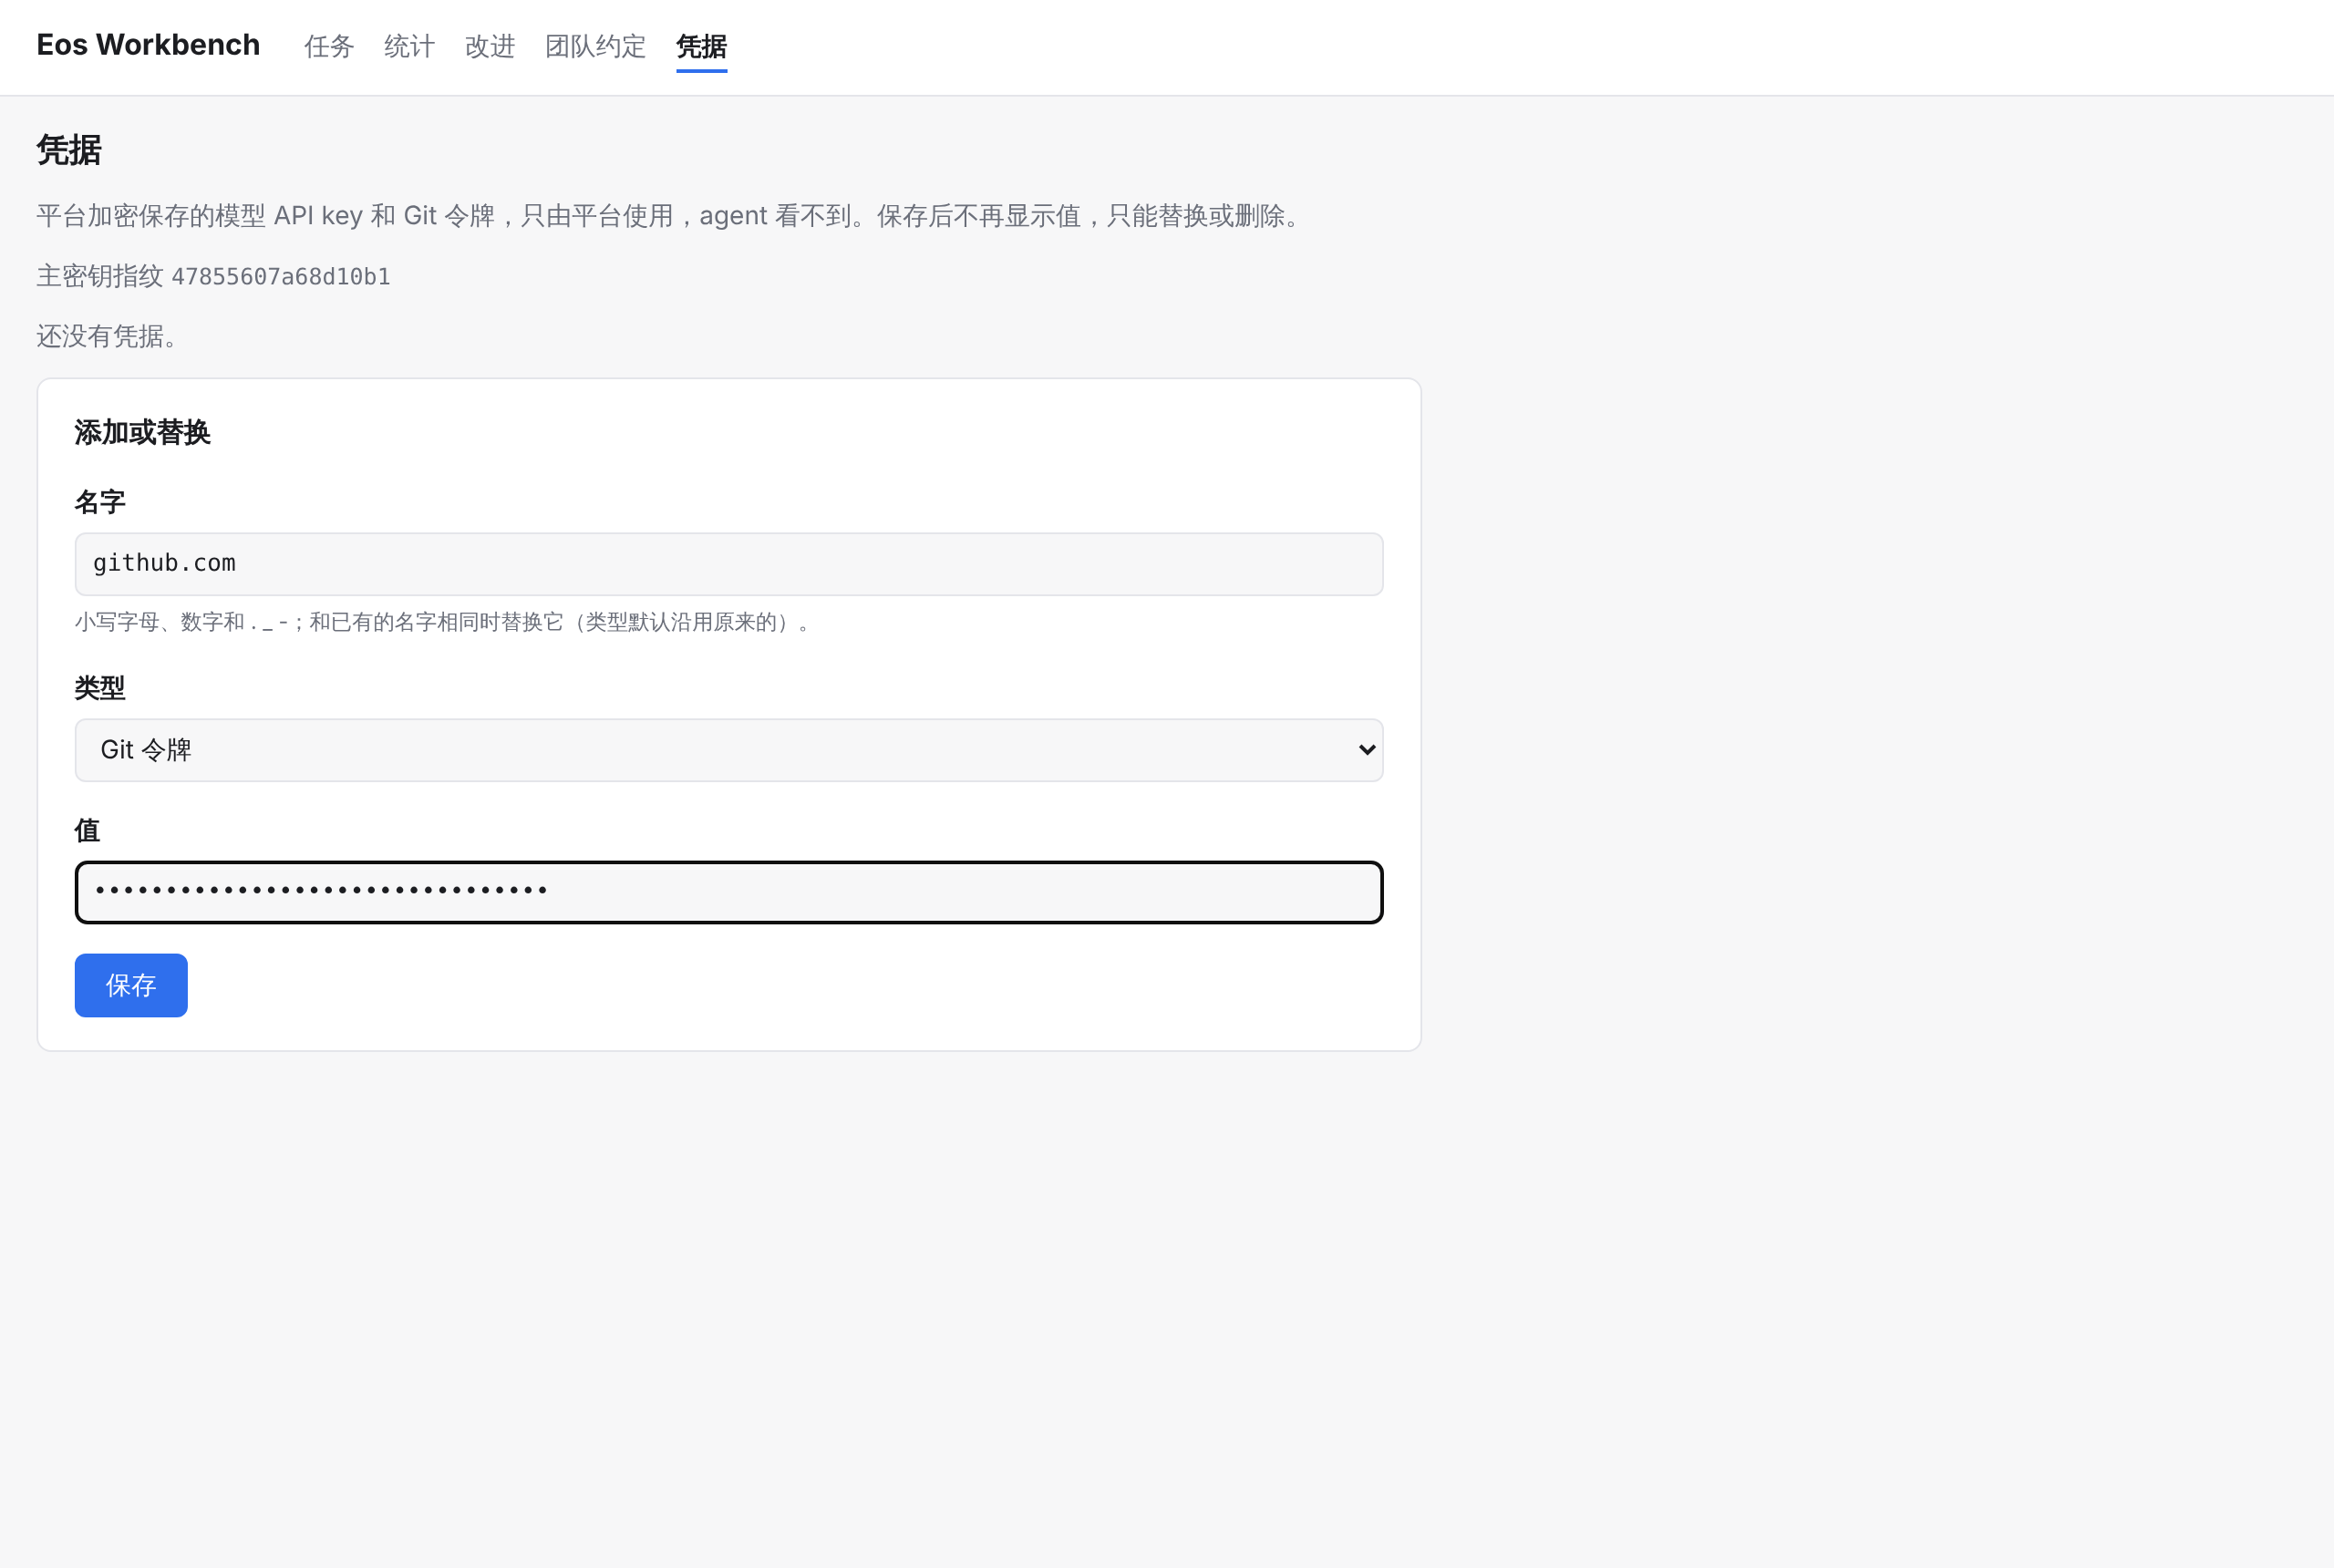 Eos Workbench 任务 统计 改进 团队约定 凭据
凭据
平台加密保存的模型 API key 和 Git 令牌，只由平台使用，agent 看不到。保存后不再显示值，只能替换或删除。
主密钥指纹 47855607a68d10b1
还没有凭据。
添加或替换
名字
github.com
小写字母、数字和 . _ -；和已有的名字相同时替换它（类型默认沿用原来的）。
类型
Git 令牌
值
••••••••••••••••••••••••••••••••
保存